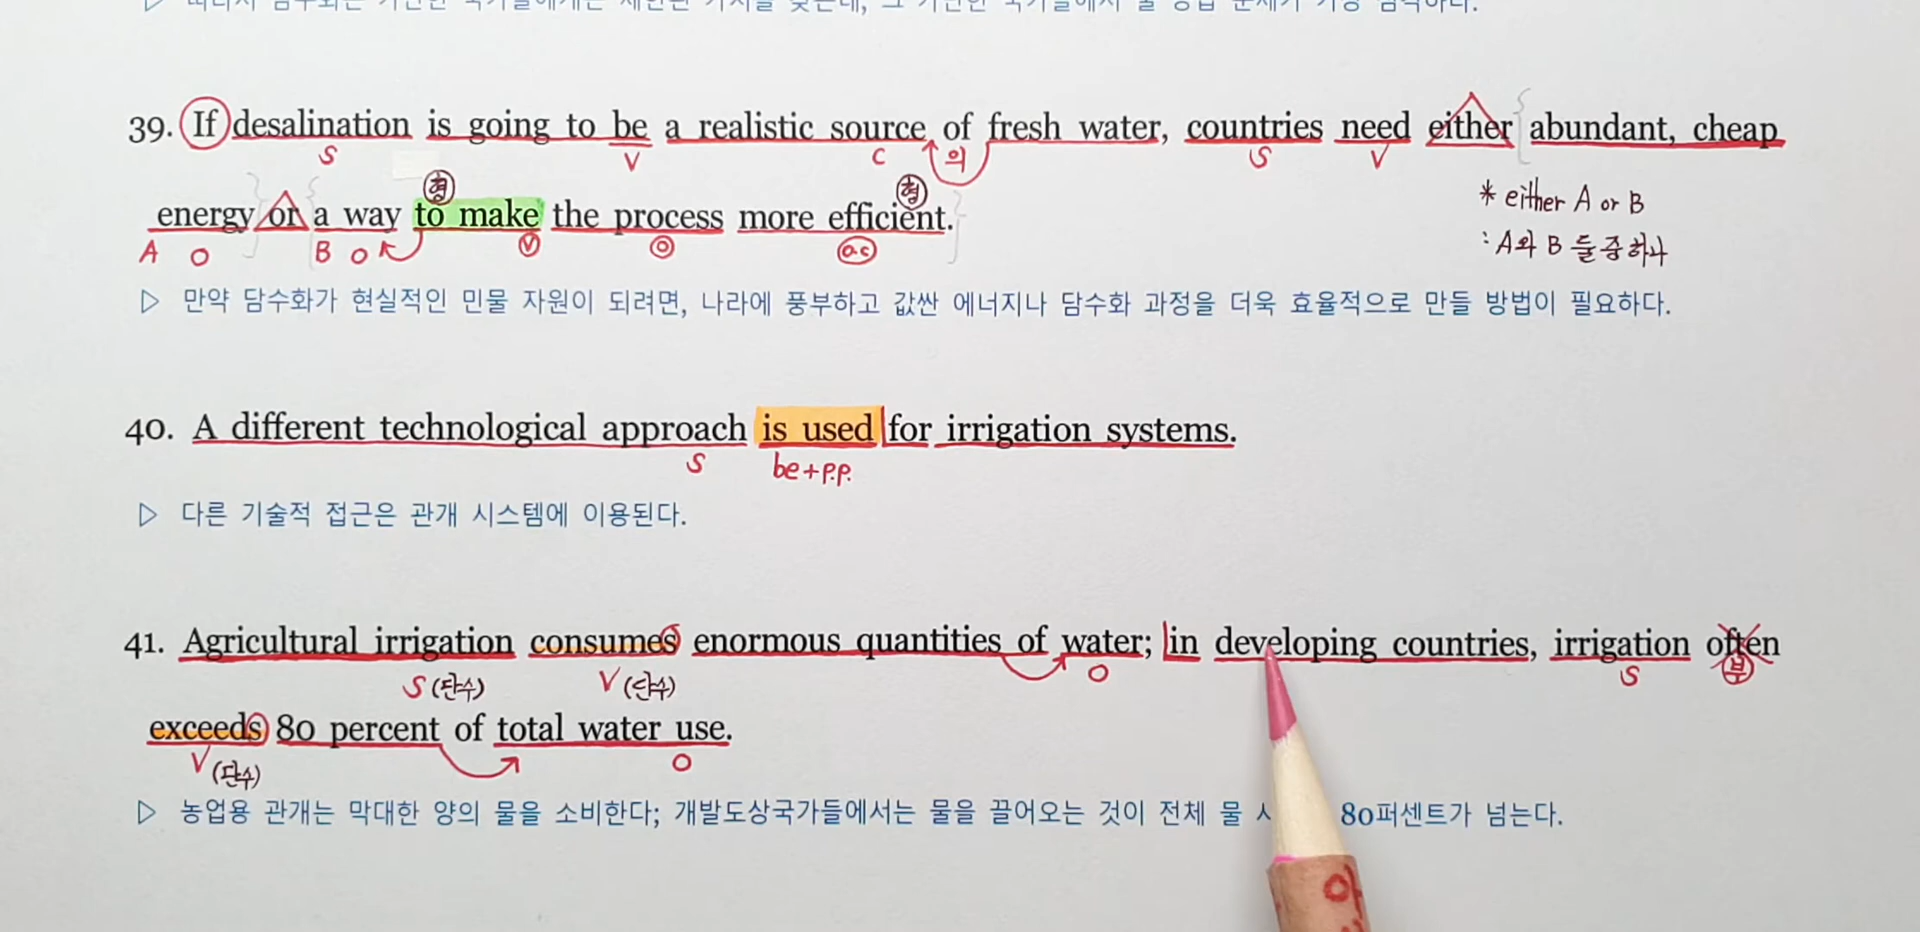 39. If desalination is going to be a realistic source of fresh water, countries need either abundant, cheap
S V C 의 S V
형 형
energy or a way to make the process more efficient.
A O B O V O o.c
* either A or B
: A와 B 둘 중 하나
▷ 만약 담수화가 현실적인 민물 자원이 되려면, 나라에 풍부하고 값싼 에너지나 담수화 과정을 더욱 효율적으로 만들 방법이 필요하다.
40. A different technological approach is used for irrigation systems.
S be+p.p.
▷ 다른 기술적 접근은 관개 시스템에 이용된다.
41. Agricultural irrigation consumes enormous quantities of water; in developing countries, irrigation often
S (단수) V (단수) O S 부
exceeds 80 percent of total water use.
V (단수) O
▷ 농업용 관개는 막대한 양의 물을 소비한다; 개발도상국가들에서는 물을 끌어오는 것이 전체 물 80퍼센트가 넘는다.